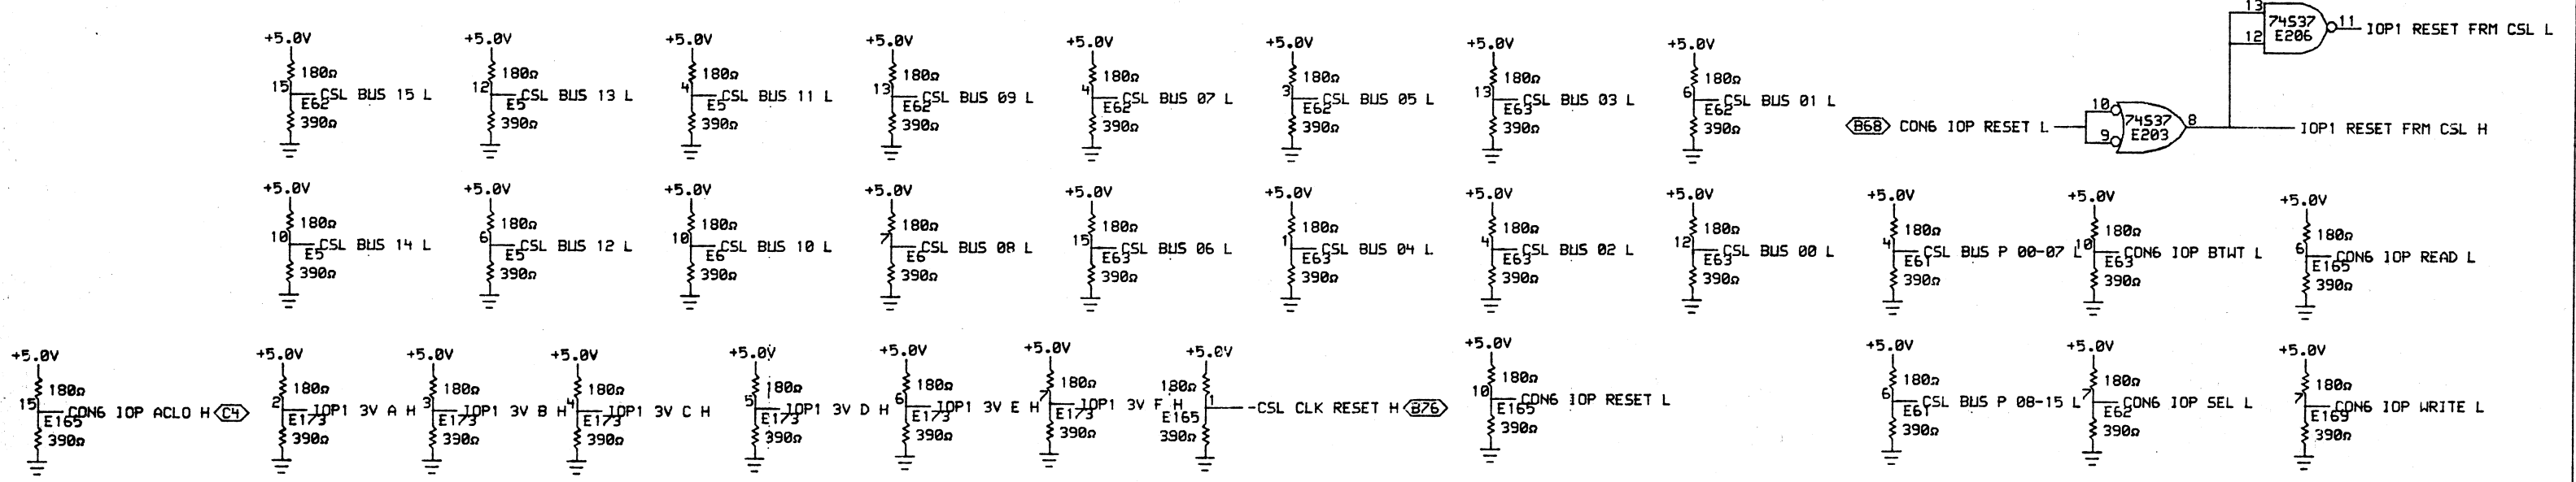 13
74S37 11 IOP1 RESET FRM CSL L
12 E206
+5.0V +5.0V +5.0V +5.0V +5.0V +5.0V +5.0V +5.0V
180Ω 180Ω 180Ω 180Ω 180Ω 180Ω 180Ω 180Ω
15 CSL BUS 15 L 12 CSL BUS 13 L 4 CSL BUS 11 L 13 CSL BUS 09 L 4 CSL BUS 07 L 3 CSL BUS 05 L 13 CSL BUS 03 L 6 CSL BUS 01 L
E62 E5 E5 E62 E62 E62 E63 E62
390Ω 390Ω 390Ω 390Ω 390Ω 390Ω 390Ω 390Ω
10 74S37 8
B68 CON6 IOP RESET L IOP1 RESET FRM CSL H
9 E203
+5.0V +5.0V +5.0V +5.0V +5.0V +5.0V +5.0V +5.0V +5.0V +5.0V +5.0V
180Ω 180Ω 180Ω 180Ω 180Ω 180Ω 180Ω 180Ω 180Ω 180Ω 180Ω
10 CSL BUS 14 L 6 CSL BUS 12 L 10 CSL BUS 10 L 7 CSL BUS 08 L 15 CSL BUS 06 L 1 CSL BUS 04 L 4 CSL BUS 02 L 12 CSL BUS 00 L 4 CSL BUS P 00-07 L 10 CON6 IOP BTWT L 6 CON6 IOP READ L
E5 E5 E6 E6 E63 E63 E63 E63 E61 E63 E165
390Ω 390Ω 390Ω 390Ω 390Ω 390Ω 390Ω 390Ω 390Ω 390Ω 390Ω
+5.0V +5.0V +5.0V +5.0V +5.0V +5.0V +5.0V +5.0V +5.0V +5.0V +5.0V +5.0V
180Ω 180Ω 180Ω 180Ω 180Ω 180Ω 180Ω 180Ω 180Ω 180Ω 180Ω 180Ω
15 CON6 IOP ACLO H C4 2 IOP1 3V A H 3 IOP1 3V B H 4 IOP1 3V C H 5 IOP1 3V D H 6 IOP1 3V E H 7 IOP1 3V F H 1 -CSL CLK RESET H B76 10 CON6 IOP RESET L 6 CSL BUS P 08-15 L 7 CON6 IOP SEL L 7 CON6 IOP WRITE L
E165 E173 E173 E173 E173 E173 E173 E165 E165 E61 E62 E169
390Ω 390Ω 390Ω 390Ω 390Ω 390Ω 390Ω 390Ω 390Ω 390Ω 390Ω 390Ω